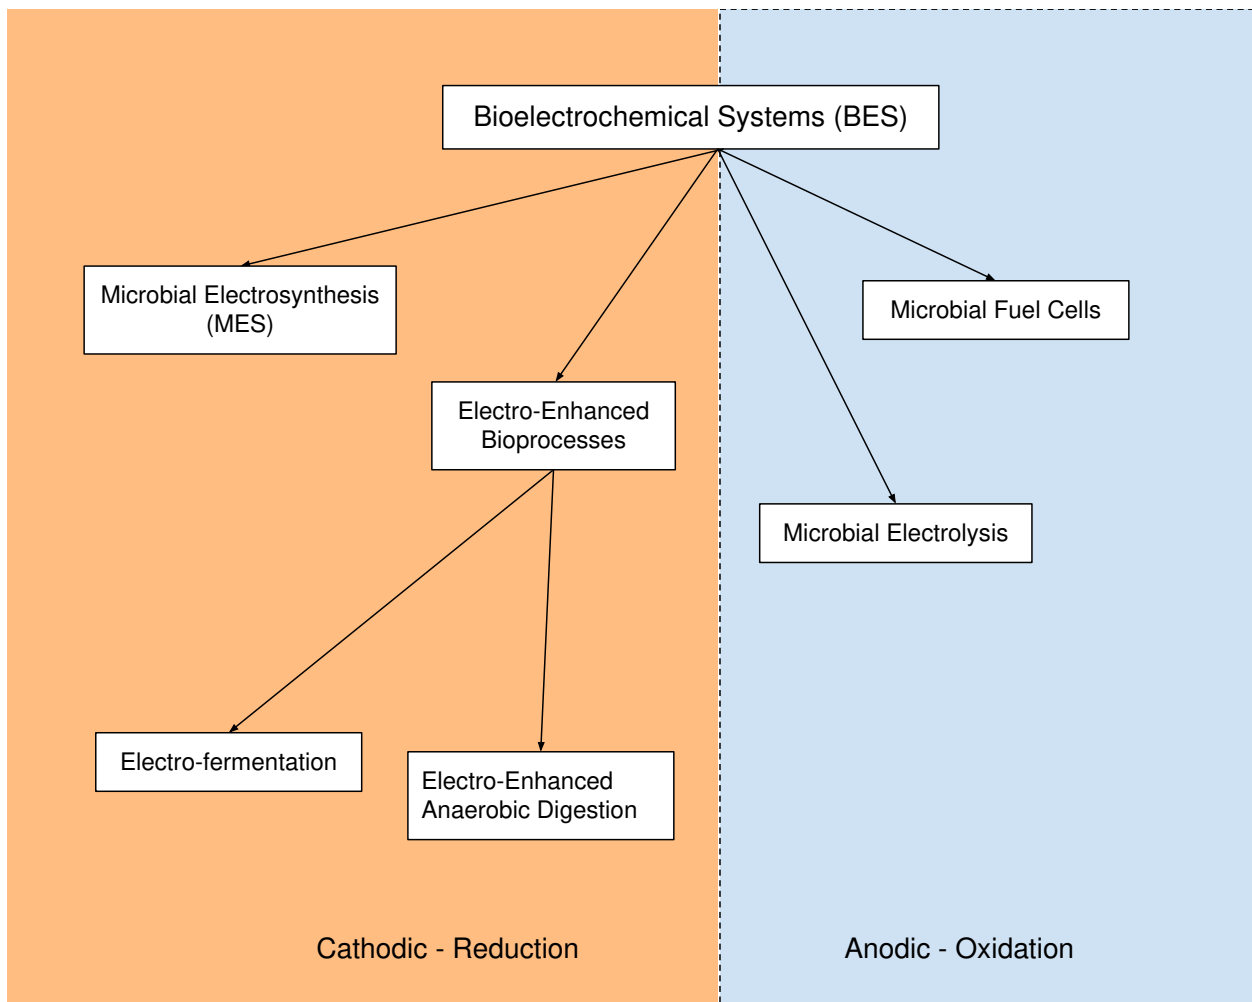 Bioelectrochemical Systems (BES)
Microbial Electrosynthesis
(MES)
Microbial Fuel Cells
Electro-Enhanced
Bioprocesses
Microbial Electrolysis
Electro-fermentation
Electro-Enhanced
Anaerobic Digestion
Cathodic - Reduction
Anodic - Oxidation